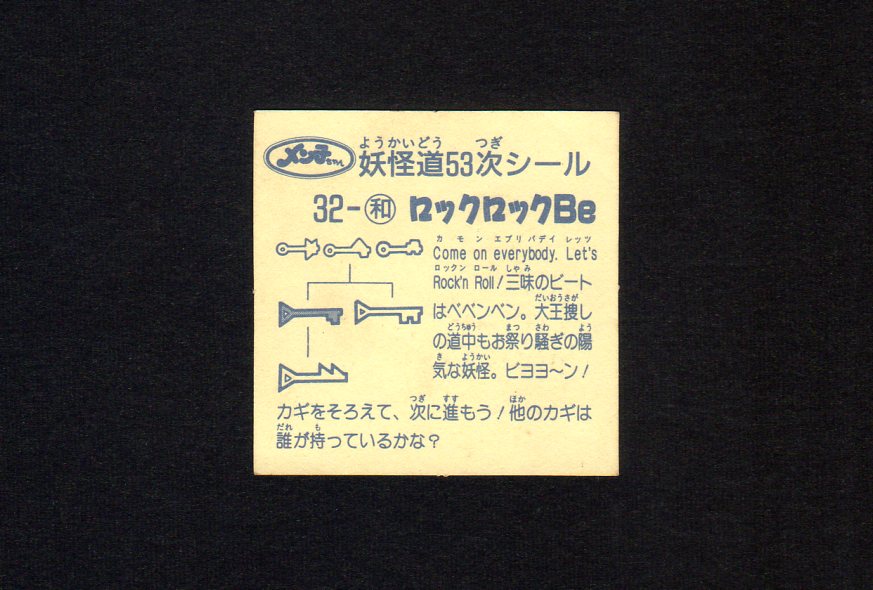 メン子ちゃん
ようかいどう つぎ
妖怪道53次シール
32-㊓ ロックロックBe
カ モ ン エブリバデイ レッツ
Come on everybody. Let's
ロックン ロール しゃみ
Rock'n Roll!三味のビート
だいおうさが
はベベンベン。大王捜し
どうちゅう まつ さわ よう
の道中もお祭り騒ぎの陽
き ようかい
気な妖怪。ビヨヨ〜ン!
つぎ すす ほか
カギをそろえて、次に進もう!他のカギは
だれ も
誰が持っているかな?